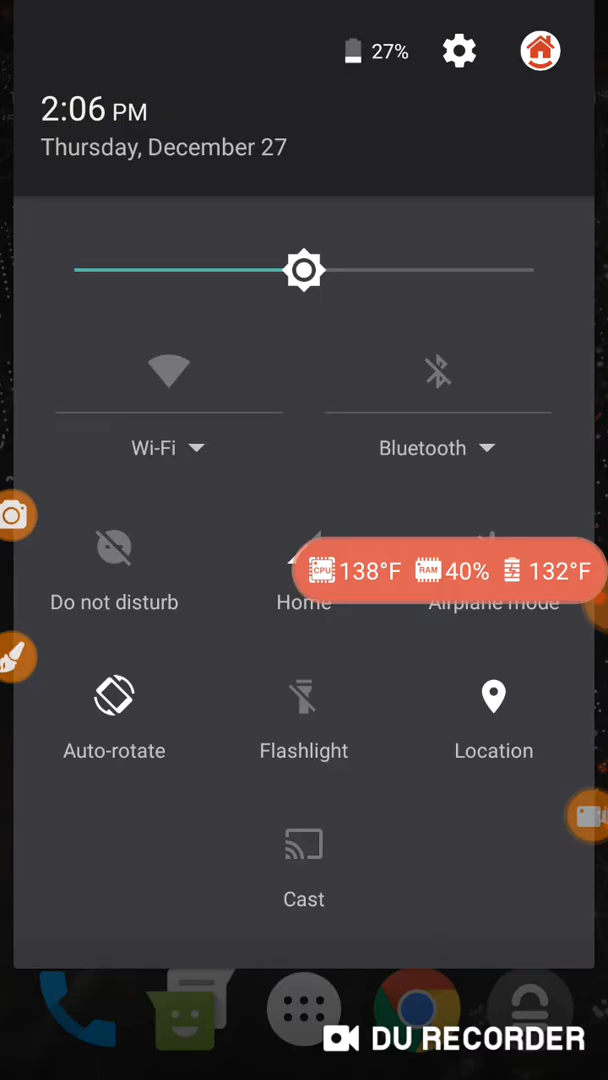 27%
2:06 PM
Thursday, December 27
Wi-Fi
Bluetooth
CPU 138°F RAM 40% 132°F
Do not disturb
Home
Airplane mode
Auto-rotate
Flashlight
Location
Cast
DU RECORDER